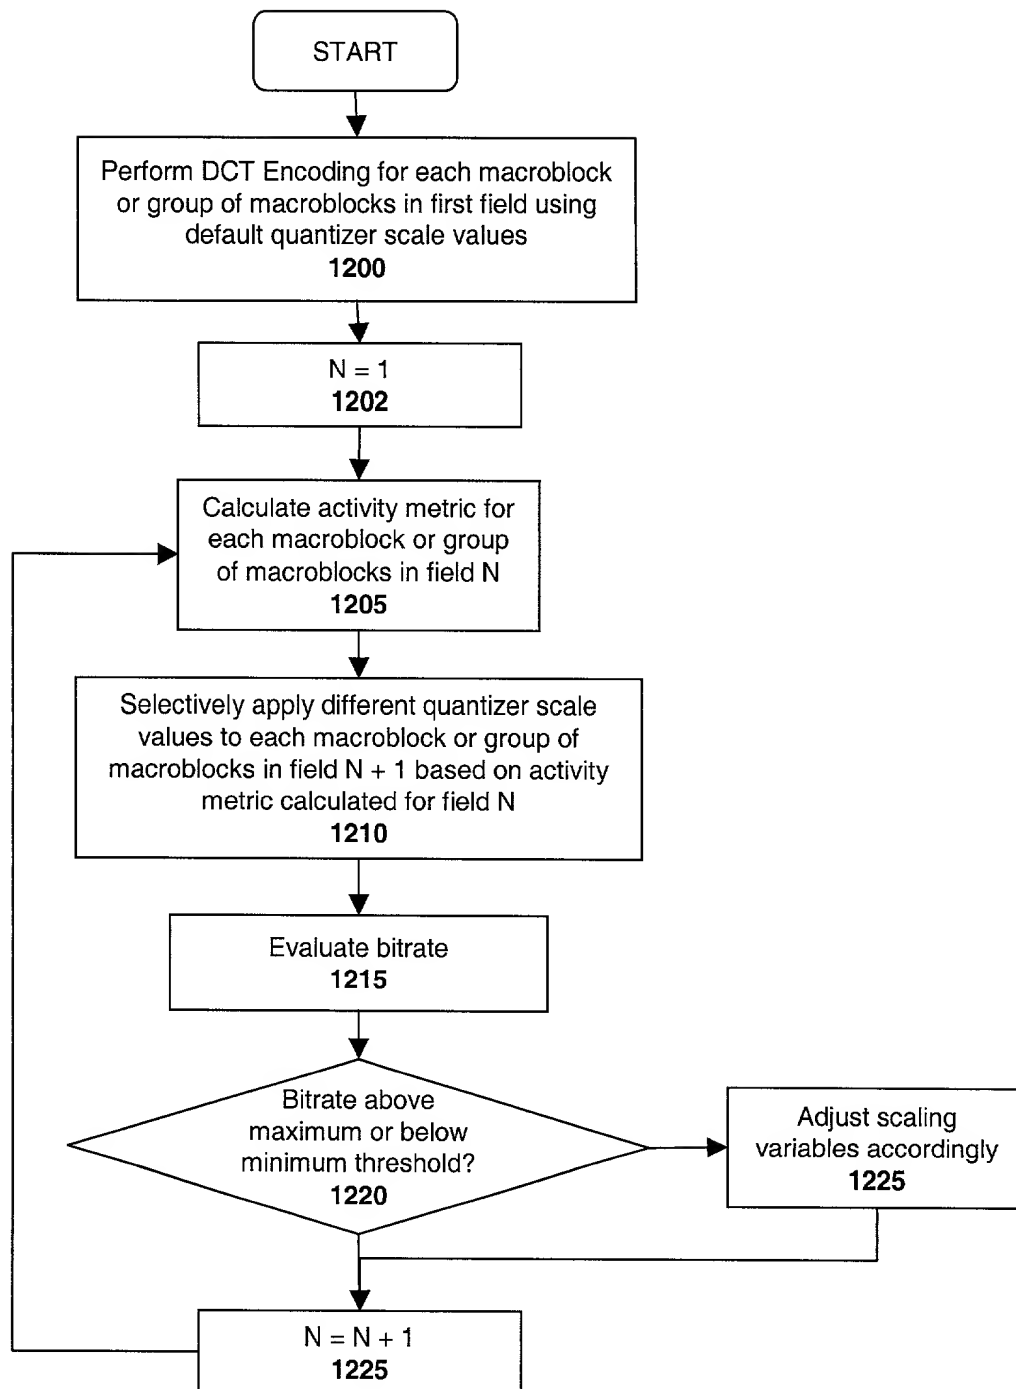 START
Perform DCT Encoding for each macroblock
or group of macroblocks in first field using
default quantizer scale values
1200
N = 1
1202
Calculate activity metric for
each macroblock or group
of macroblocks in field N
1205
Selectively apply different quantizer scale
values to each macroblock or group of
macroblocks in field N + 1 based on activity
metric calculated for field N
1210
Evaluate bitrate
1215
Bitrate above
maximum or below
minimum threshold?
1220
Adjust scaling
variables accordingly
1225
N = N + 1
1225